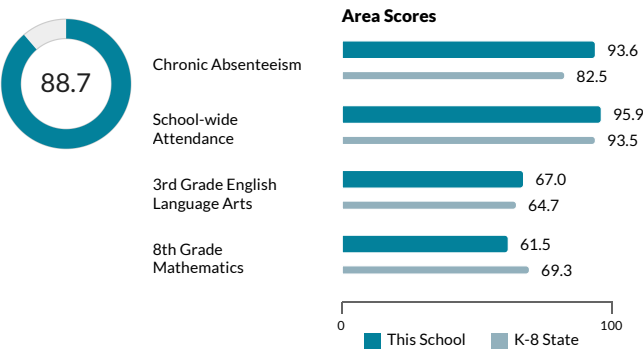 88.7
Area Scores
Chronic Absenteeism
93.6
82.5
School-wide
Attendance
95.9
93.5
3rd Grade English
Language Arts
67.0
64.7
8th Grade
Mathematics
61.5
69.3
0
100
This School
K-8 State